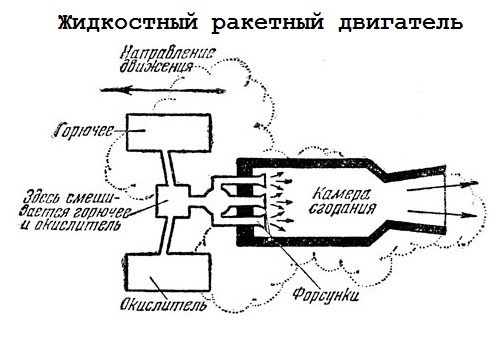 Жидкостный ракетный двигатель
Направление
движения
Горючее
Здесь смеши-
вается горючее
и окислитель
Камера
сгорания
Окислитель
Форсунки